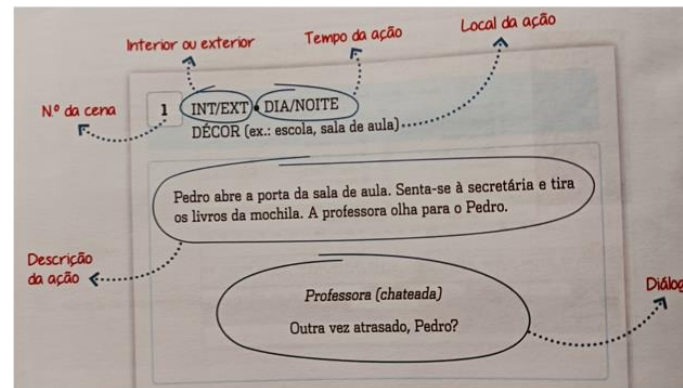 Interior ou exterior
Tempo da ação
Local da ação
N.º da cena
1 INT/EXT • DIA/NOITE
DÉCOR (ex.: escola, sala de aula)
Pedro abre a porta da sala de aula. Senta-se à secretária e tira
os livros da mochila. A professora olha para o Pedro.
Descrição
da ação
Professora (chateada)
Outra vez atrasado, Pedro?
Diálog